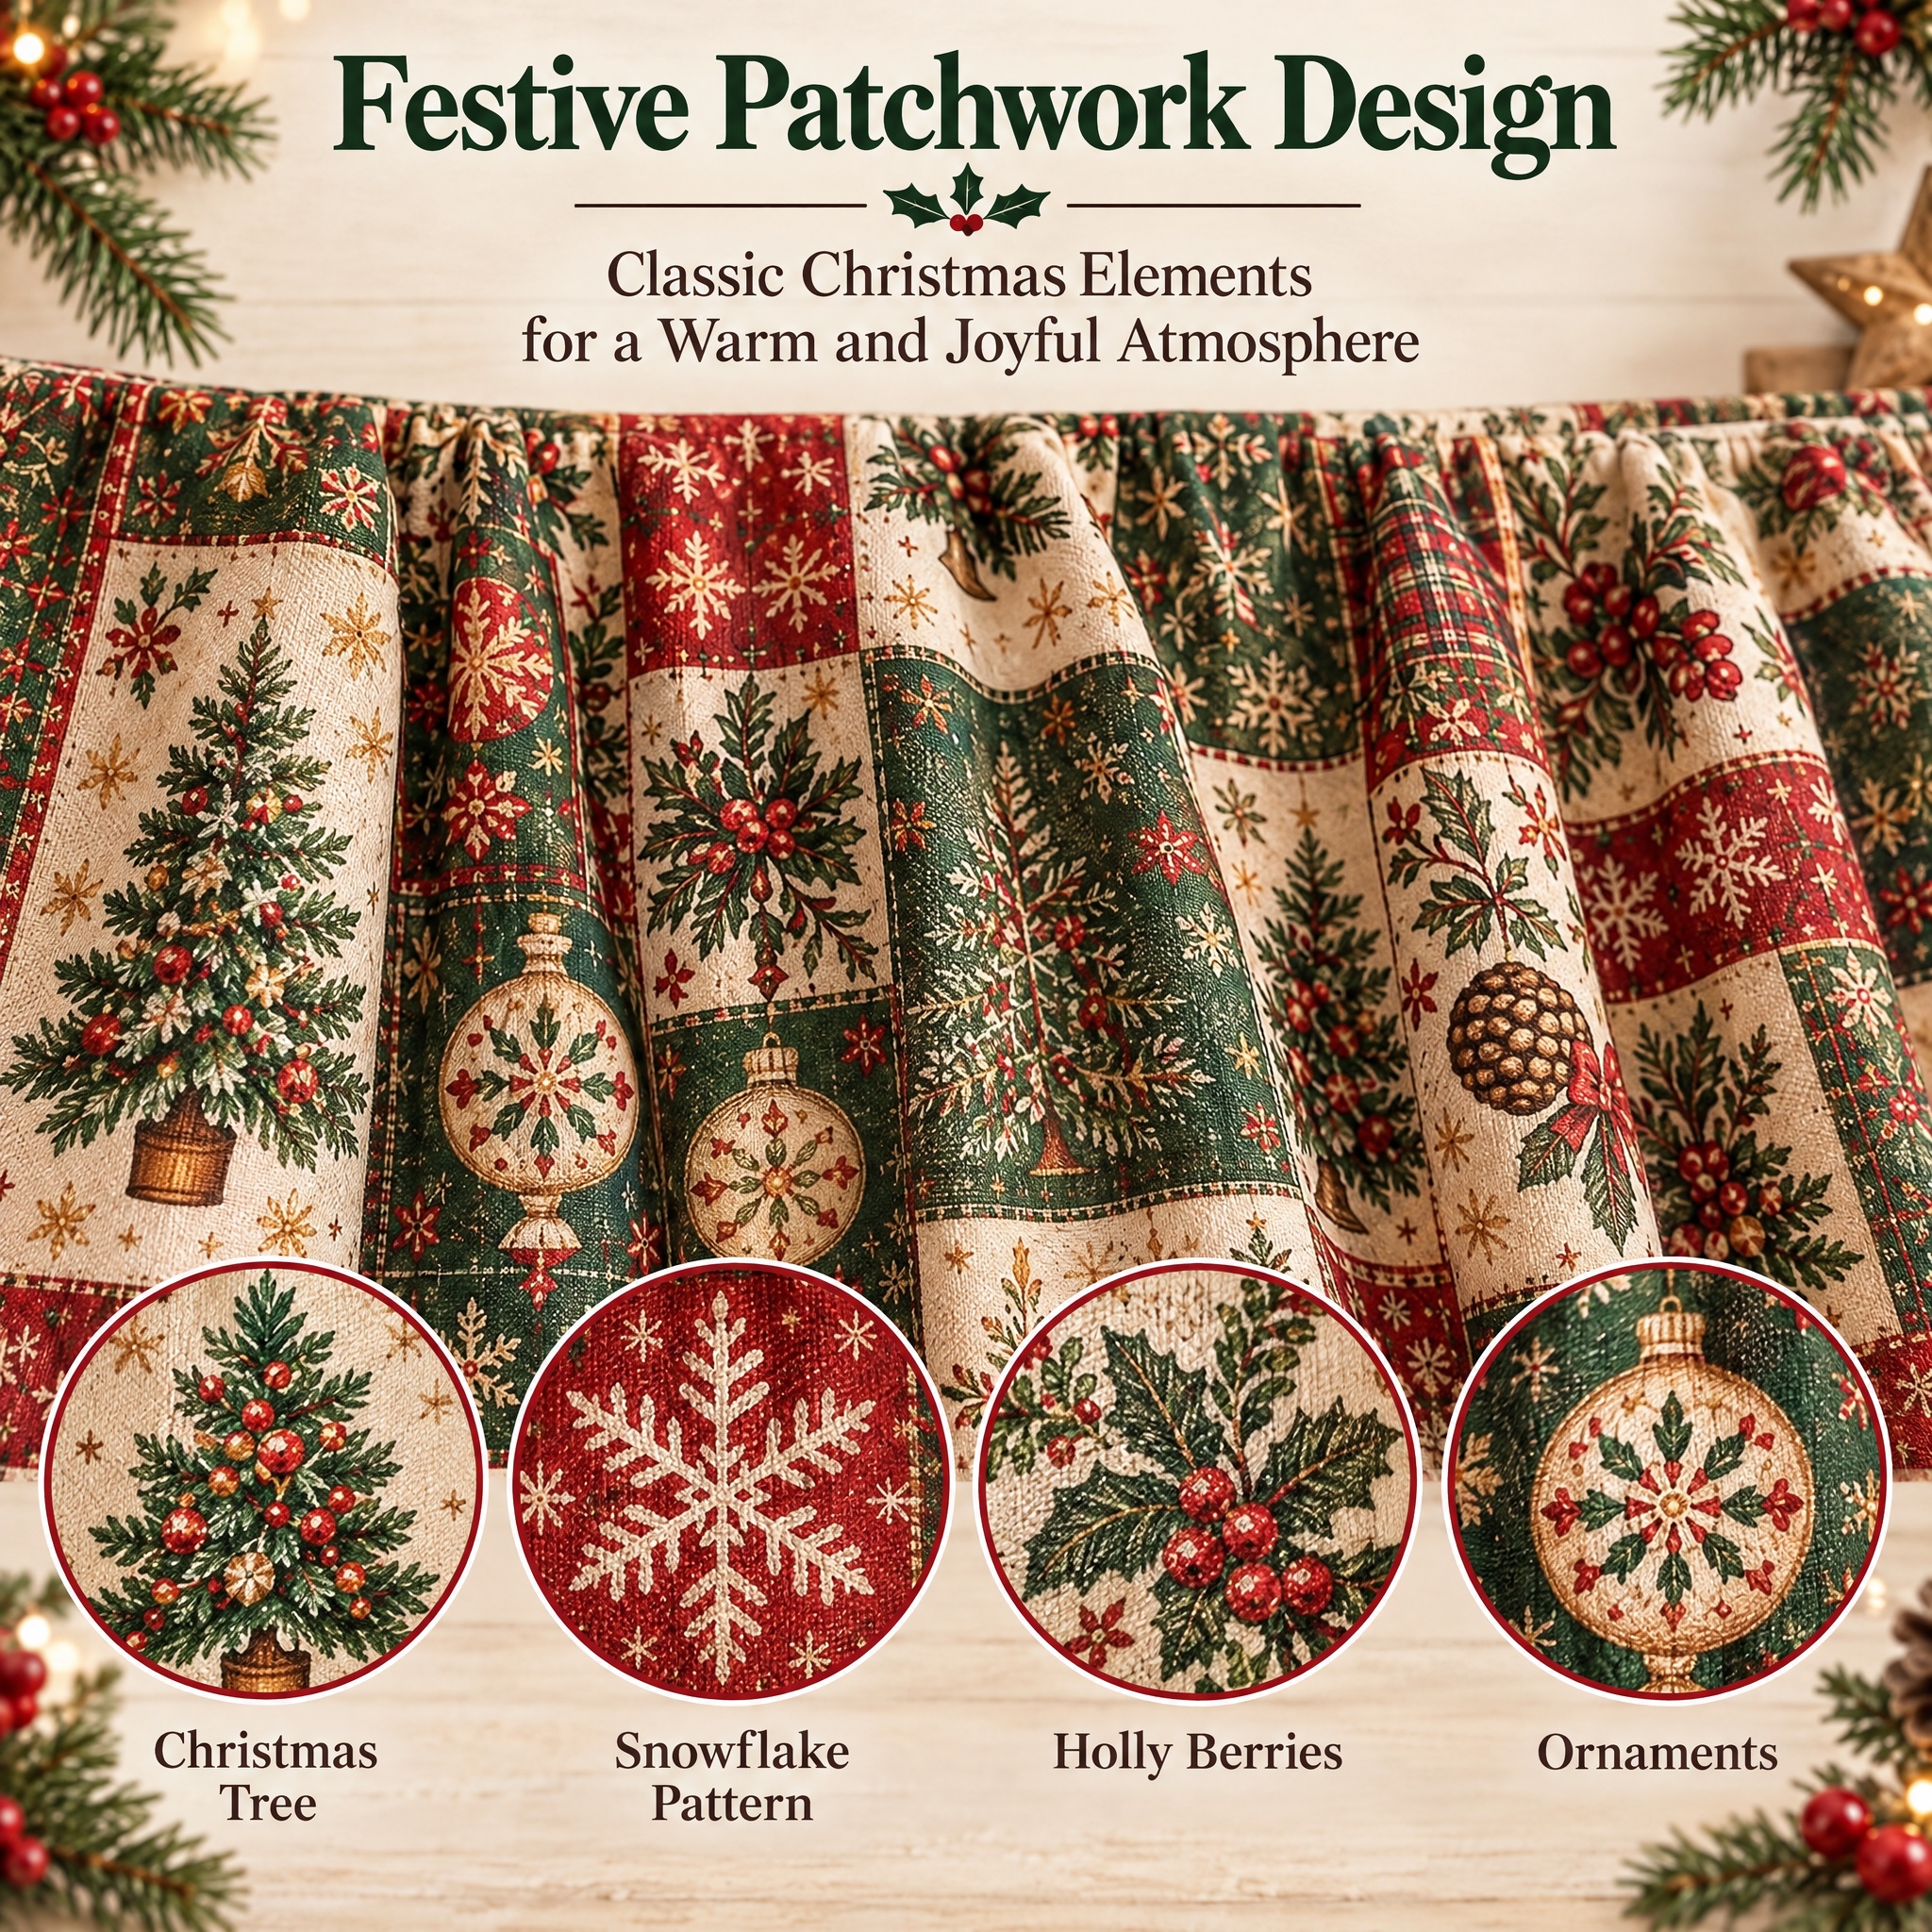 Festive Patchwork Design
Classic Christmas Elements
for a Warm and Joyful Atmosphere
Christmas
Tree
Snowflake
Pattern
Holly Berries
Ornaments